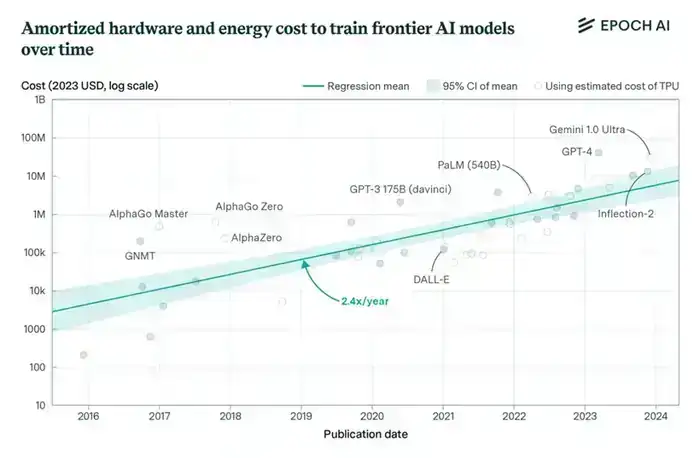 Amortized hardware and energy cost to train frontier AI models
over time
EPOCH AI
Cost (2023 USD, log scale)
Regression mean
95% CI of mean
Using estimated cost of TPU
1B
100M
10M
1M
100k
10k
1000
100
10
Gemini 1.0 Ultra
GPT-4
PaLM (540B)
GPT-3 175B (davinci)
Inflection-2
AlphaGo Master
AlphaGo Zero
AlphaZero
GNMT
DALL-E
2.4x/year
2016 2017 2018 2019 2020 2021 2022 2023 2024
Publication date